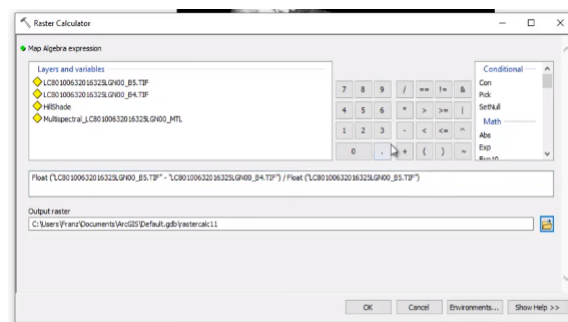 Raster Calculator
Map Algebra expression
Layers and variables
LC80100632016325LGN00_B5.TIF
LC80100632016325LGN00_B4.TIF
HillShade
Multispectral_LC80100632016325LGN00_MTL
7 8 9 / == != &
4 5 6 * > >= |
1 2 3 - < <= ^
0 . + ( ) ~
Conditional
Con
Pick
SetNull
Math
Abs
Exp
Exp10
Float ("LC80100632016325LGN00_B5.TIF" - "LC80100632016325LGN00_B4.TIF") / Float ("LC80100632016325LGN00_B5.TIF")
Output raster
C:\Users\Franz\Documents\ArcGIS\Default.gdb\rastercalc11
OK Cancel Environments... Show Help >>